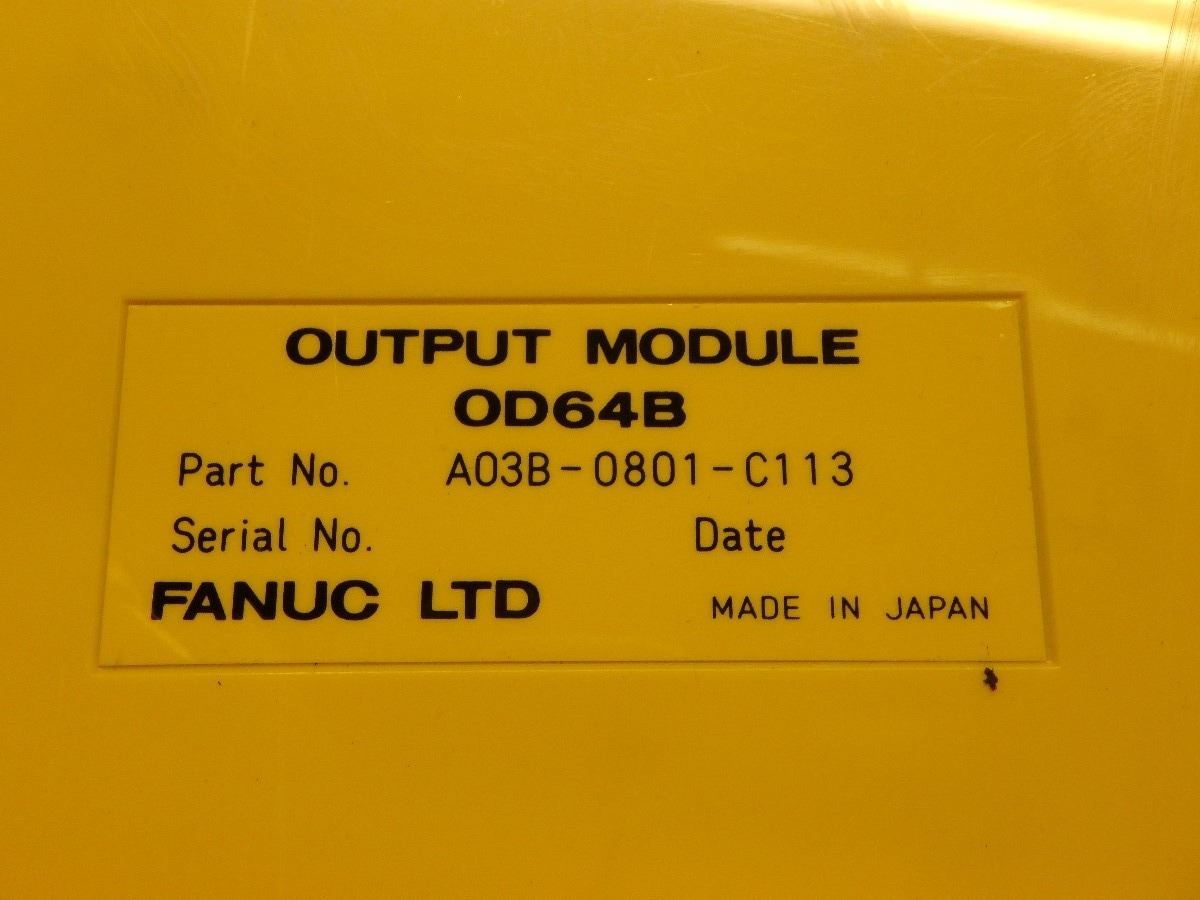 OUTPUT MODULE
OD64B
Part No. A03B-0801-C113
Serial No. Date
FANUC LTD MADE IN JAPAN